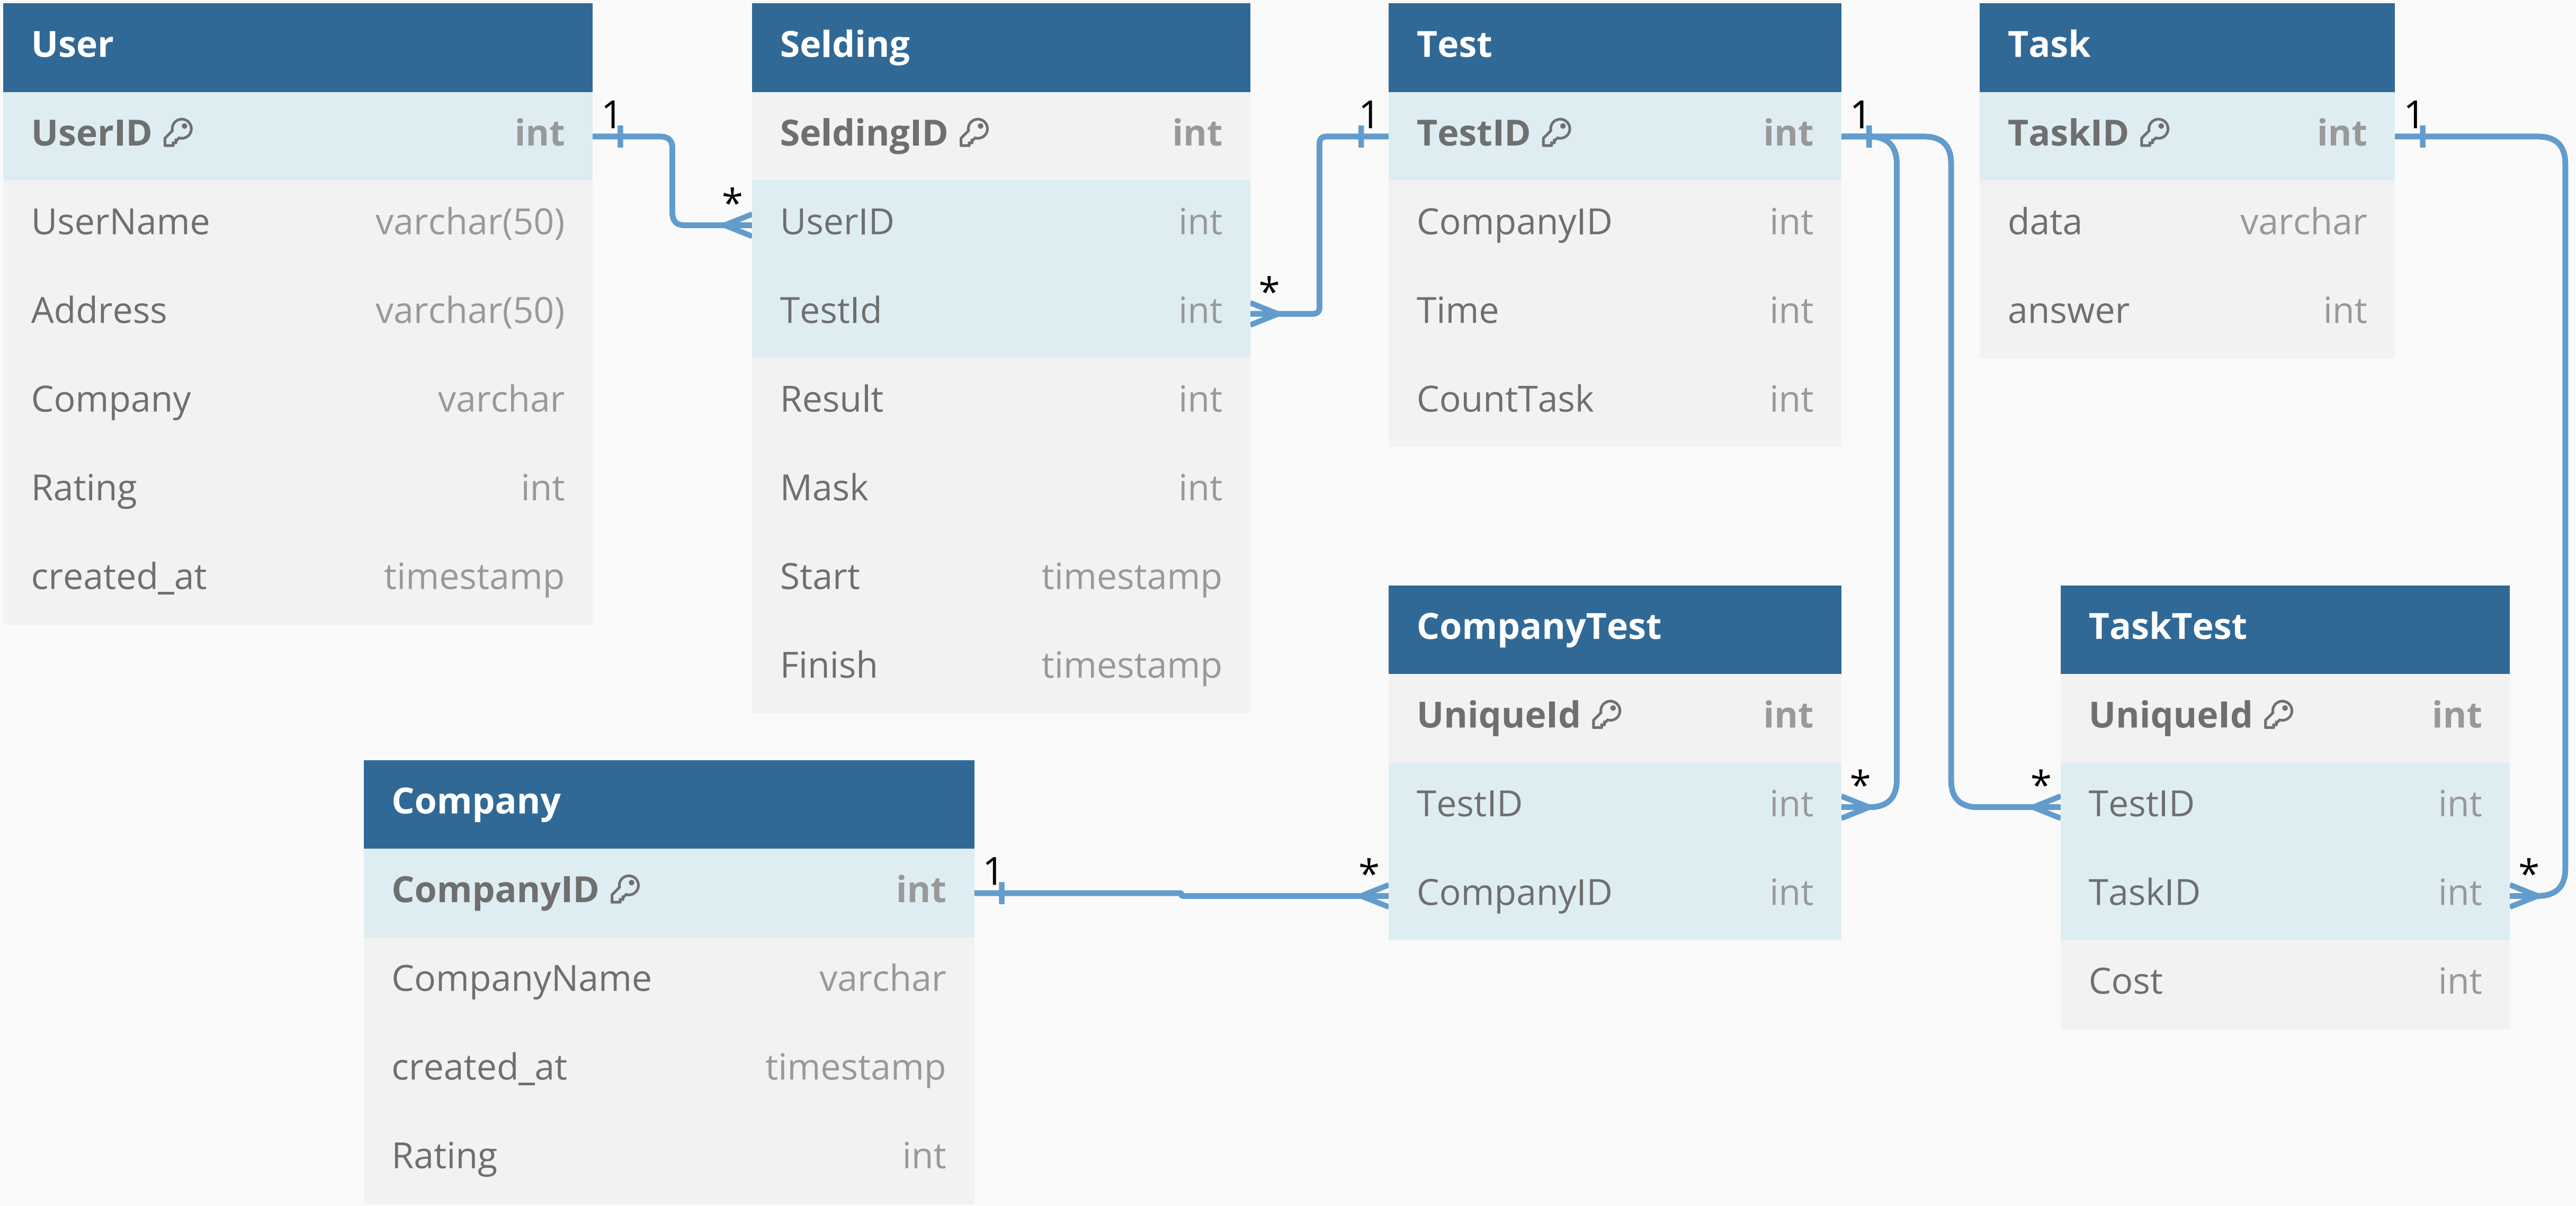 User
UserID int
UserName varchar(50)
Address varchar(50)
Company varchar
Rating int
created_at timestamp
1
*
Selding
SeldingID int
UserID int
TestId int
Result int
Mask int
Start timestamp
Finish timestamp
*
1
Test
TestID int
CompanyID int
Time int
CountTask int
1
Task
TaskID int
data varchar
answer int
1
Company
CompanyID int
CompanyName varchar
created_at timestamp
Rating int
1
*
CompanyTest
UniqueId int
TestID int
CompanyID int
*
*
TaskTest
UniqueId int
TestID int
TaskID int
Cost int
*